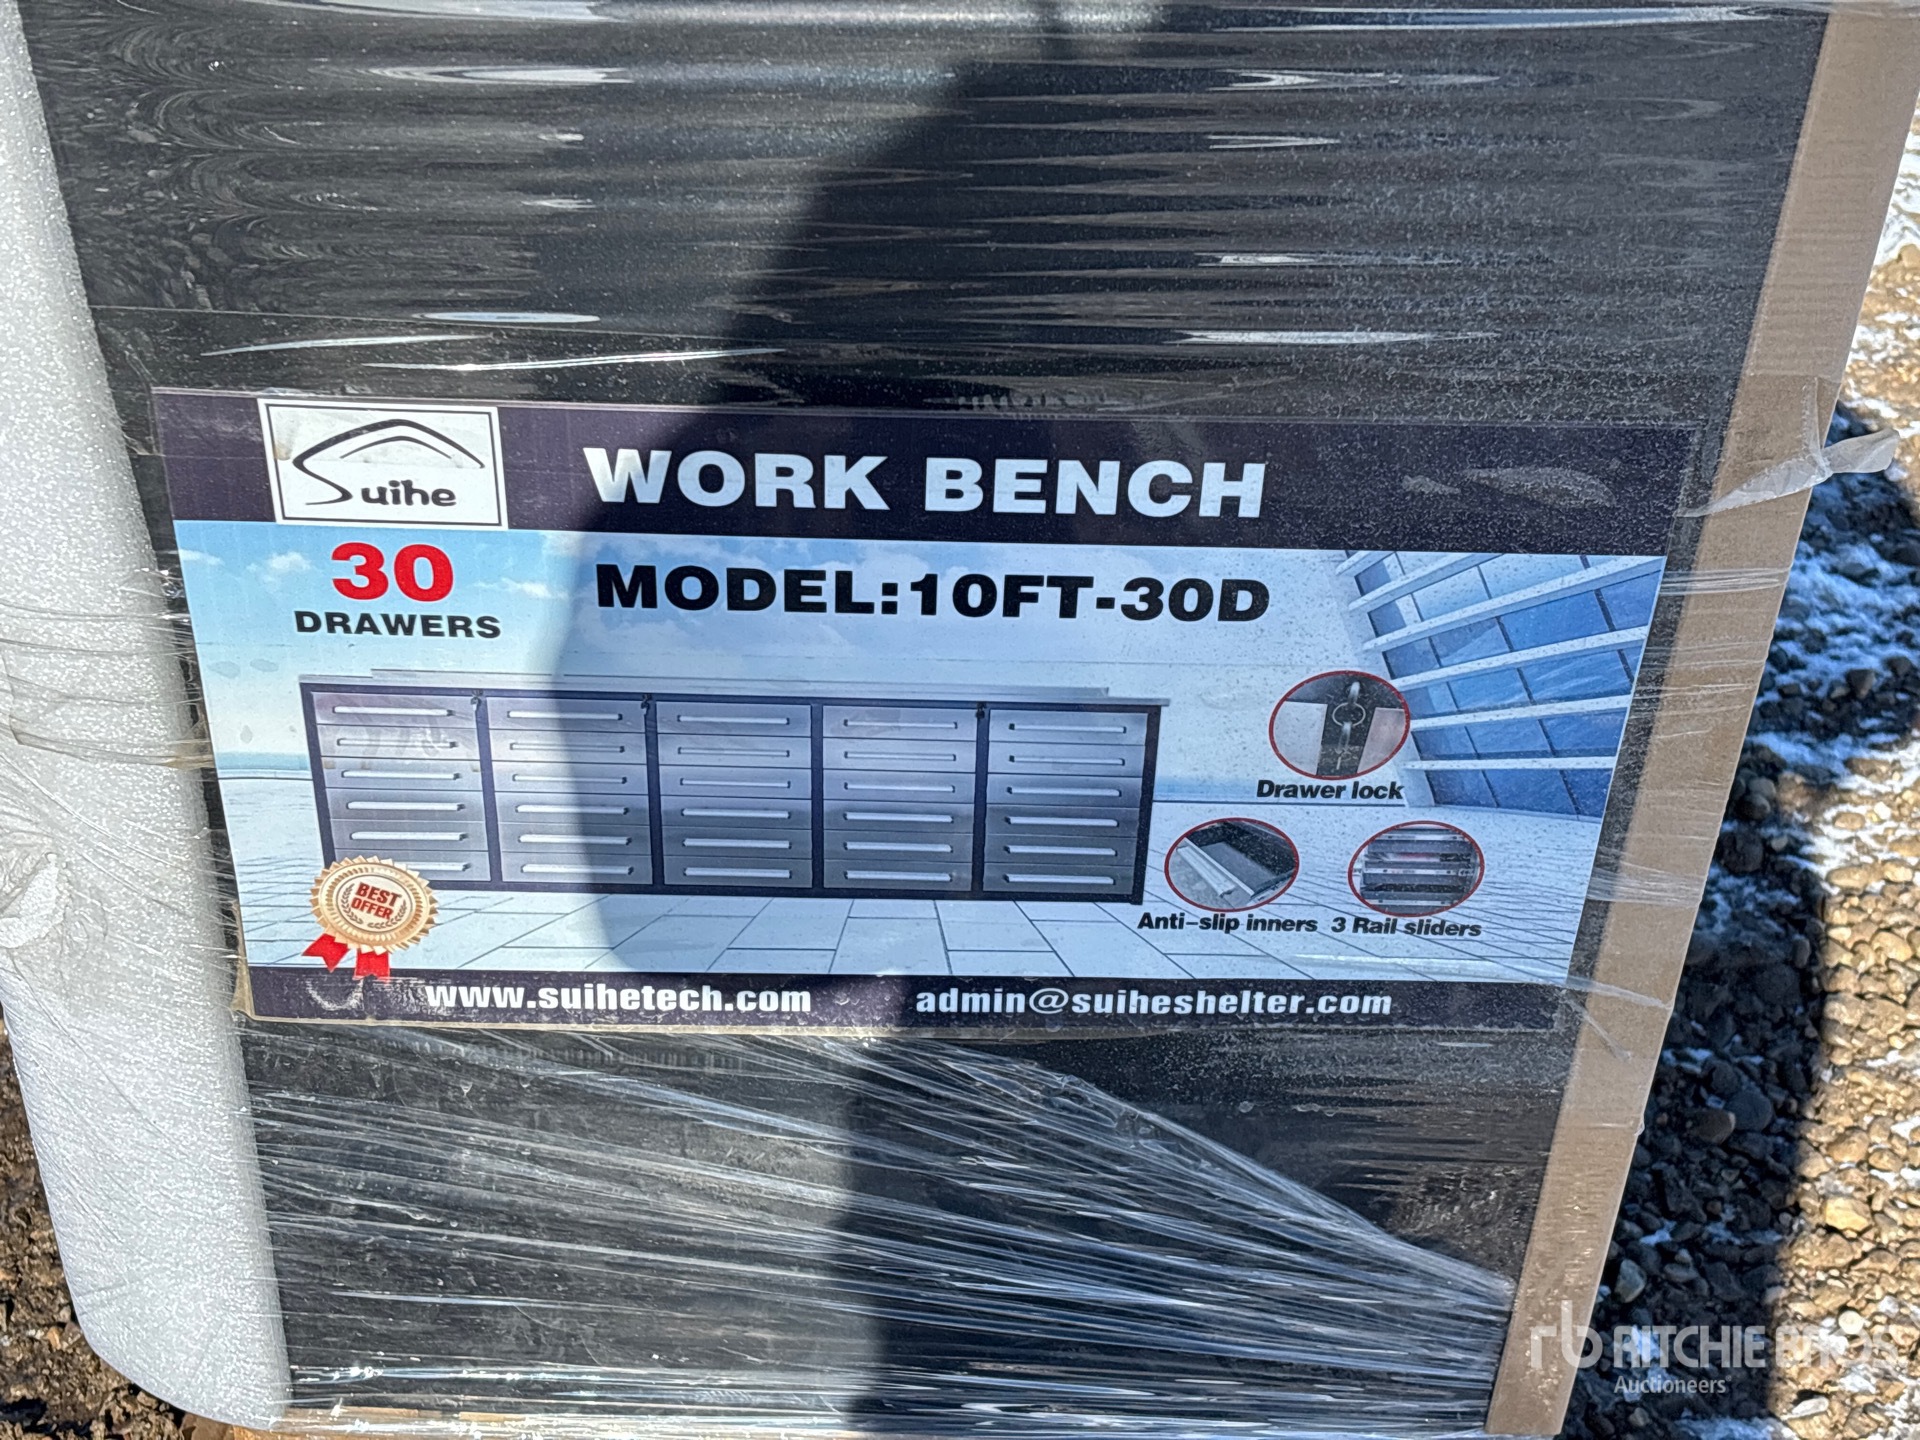 Suihe
WORK BENCH
30
DRAWERS
MODEL:10FT-30D
Drawer lock
Anti-slip inners
3 Rail sliders
BEST
OFFER
www.suihetech.com
admin@suiheshelter.com
rb RITCHIE BROS
Auctioneers